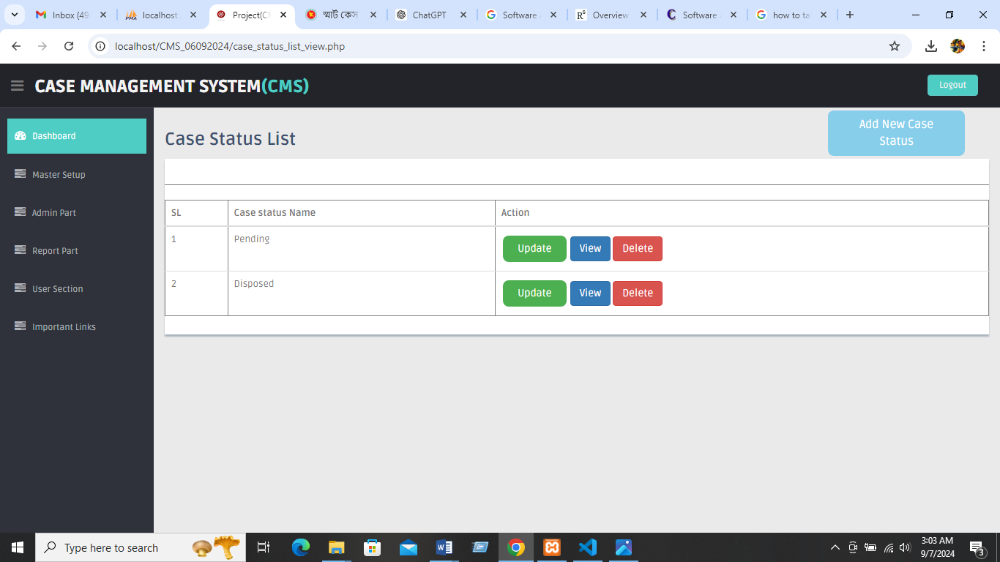 Inbox (49
localhost
Project(CM
স্মার্ট কেস
ChatGPT
Software
Overview
Software
how to ta
localhost/CMS_06092024/case_status_list_view.php
CASE MANAGEMENT SYSTEM(CMS)
Logout
Dashboard
Master Setup
Admin Part
Report Part
User Section
Important Links
Case Status List
Add New Case
Status
SL Case status Name Action
1 Pending Update View Delete
2 Disposed Update View Delete
Type here to search
3:03 AM
9/7/2024
3